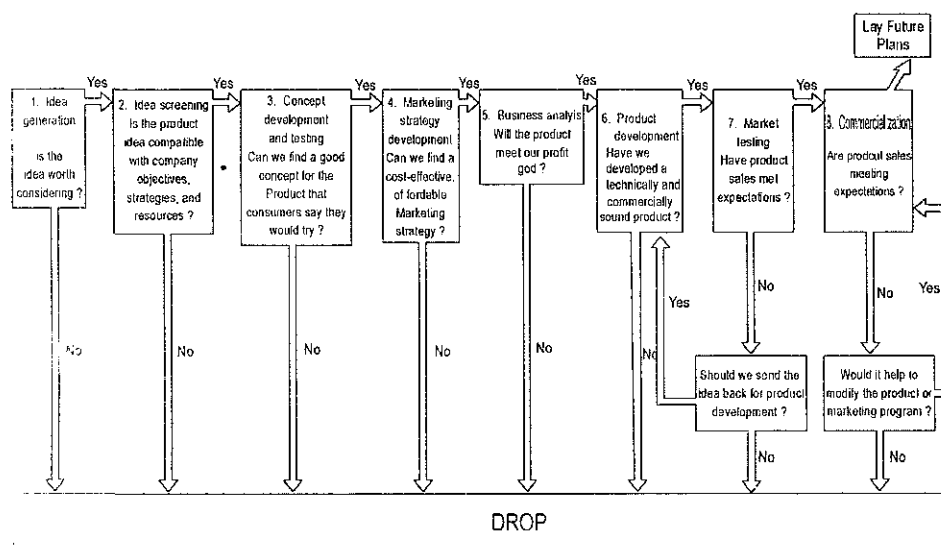 Lay Future
Plans
Yes
Yes
Yes
Yes
Yes
Yes
Yes
1. Idea
generation
is the
idea worth
considering ?
2. Idea screening
Is the product
idea compatible
with company
objectives,
strategies, and
resources ?
3. Concept
development
and testing
Can we find a good
concept for the
Product that
consumers say they
would try ?
4. Marketing
strategy
development
Can we find a
cost-effective,
of fordable
Marketing
strategy ?
5. Business analyis
Will the product
meet our profit
god ?
6. Product
development
Have we
developed a
technically and
commercially
sound product ?
7. Market
testing
Have product
sales met
expectations ?
8. Commercialization
Are prodcut sales
meeting
expectations ?
No
No
No
No
No
No
No
No
Yes
Yes
Should we send the
idea back for product
development ?
Would it help to
modify the product or
marketing program ?
No
No
DROP